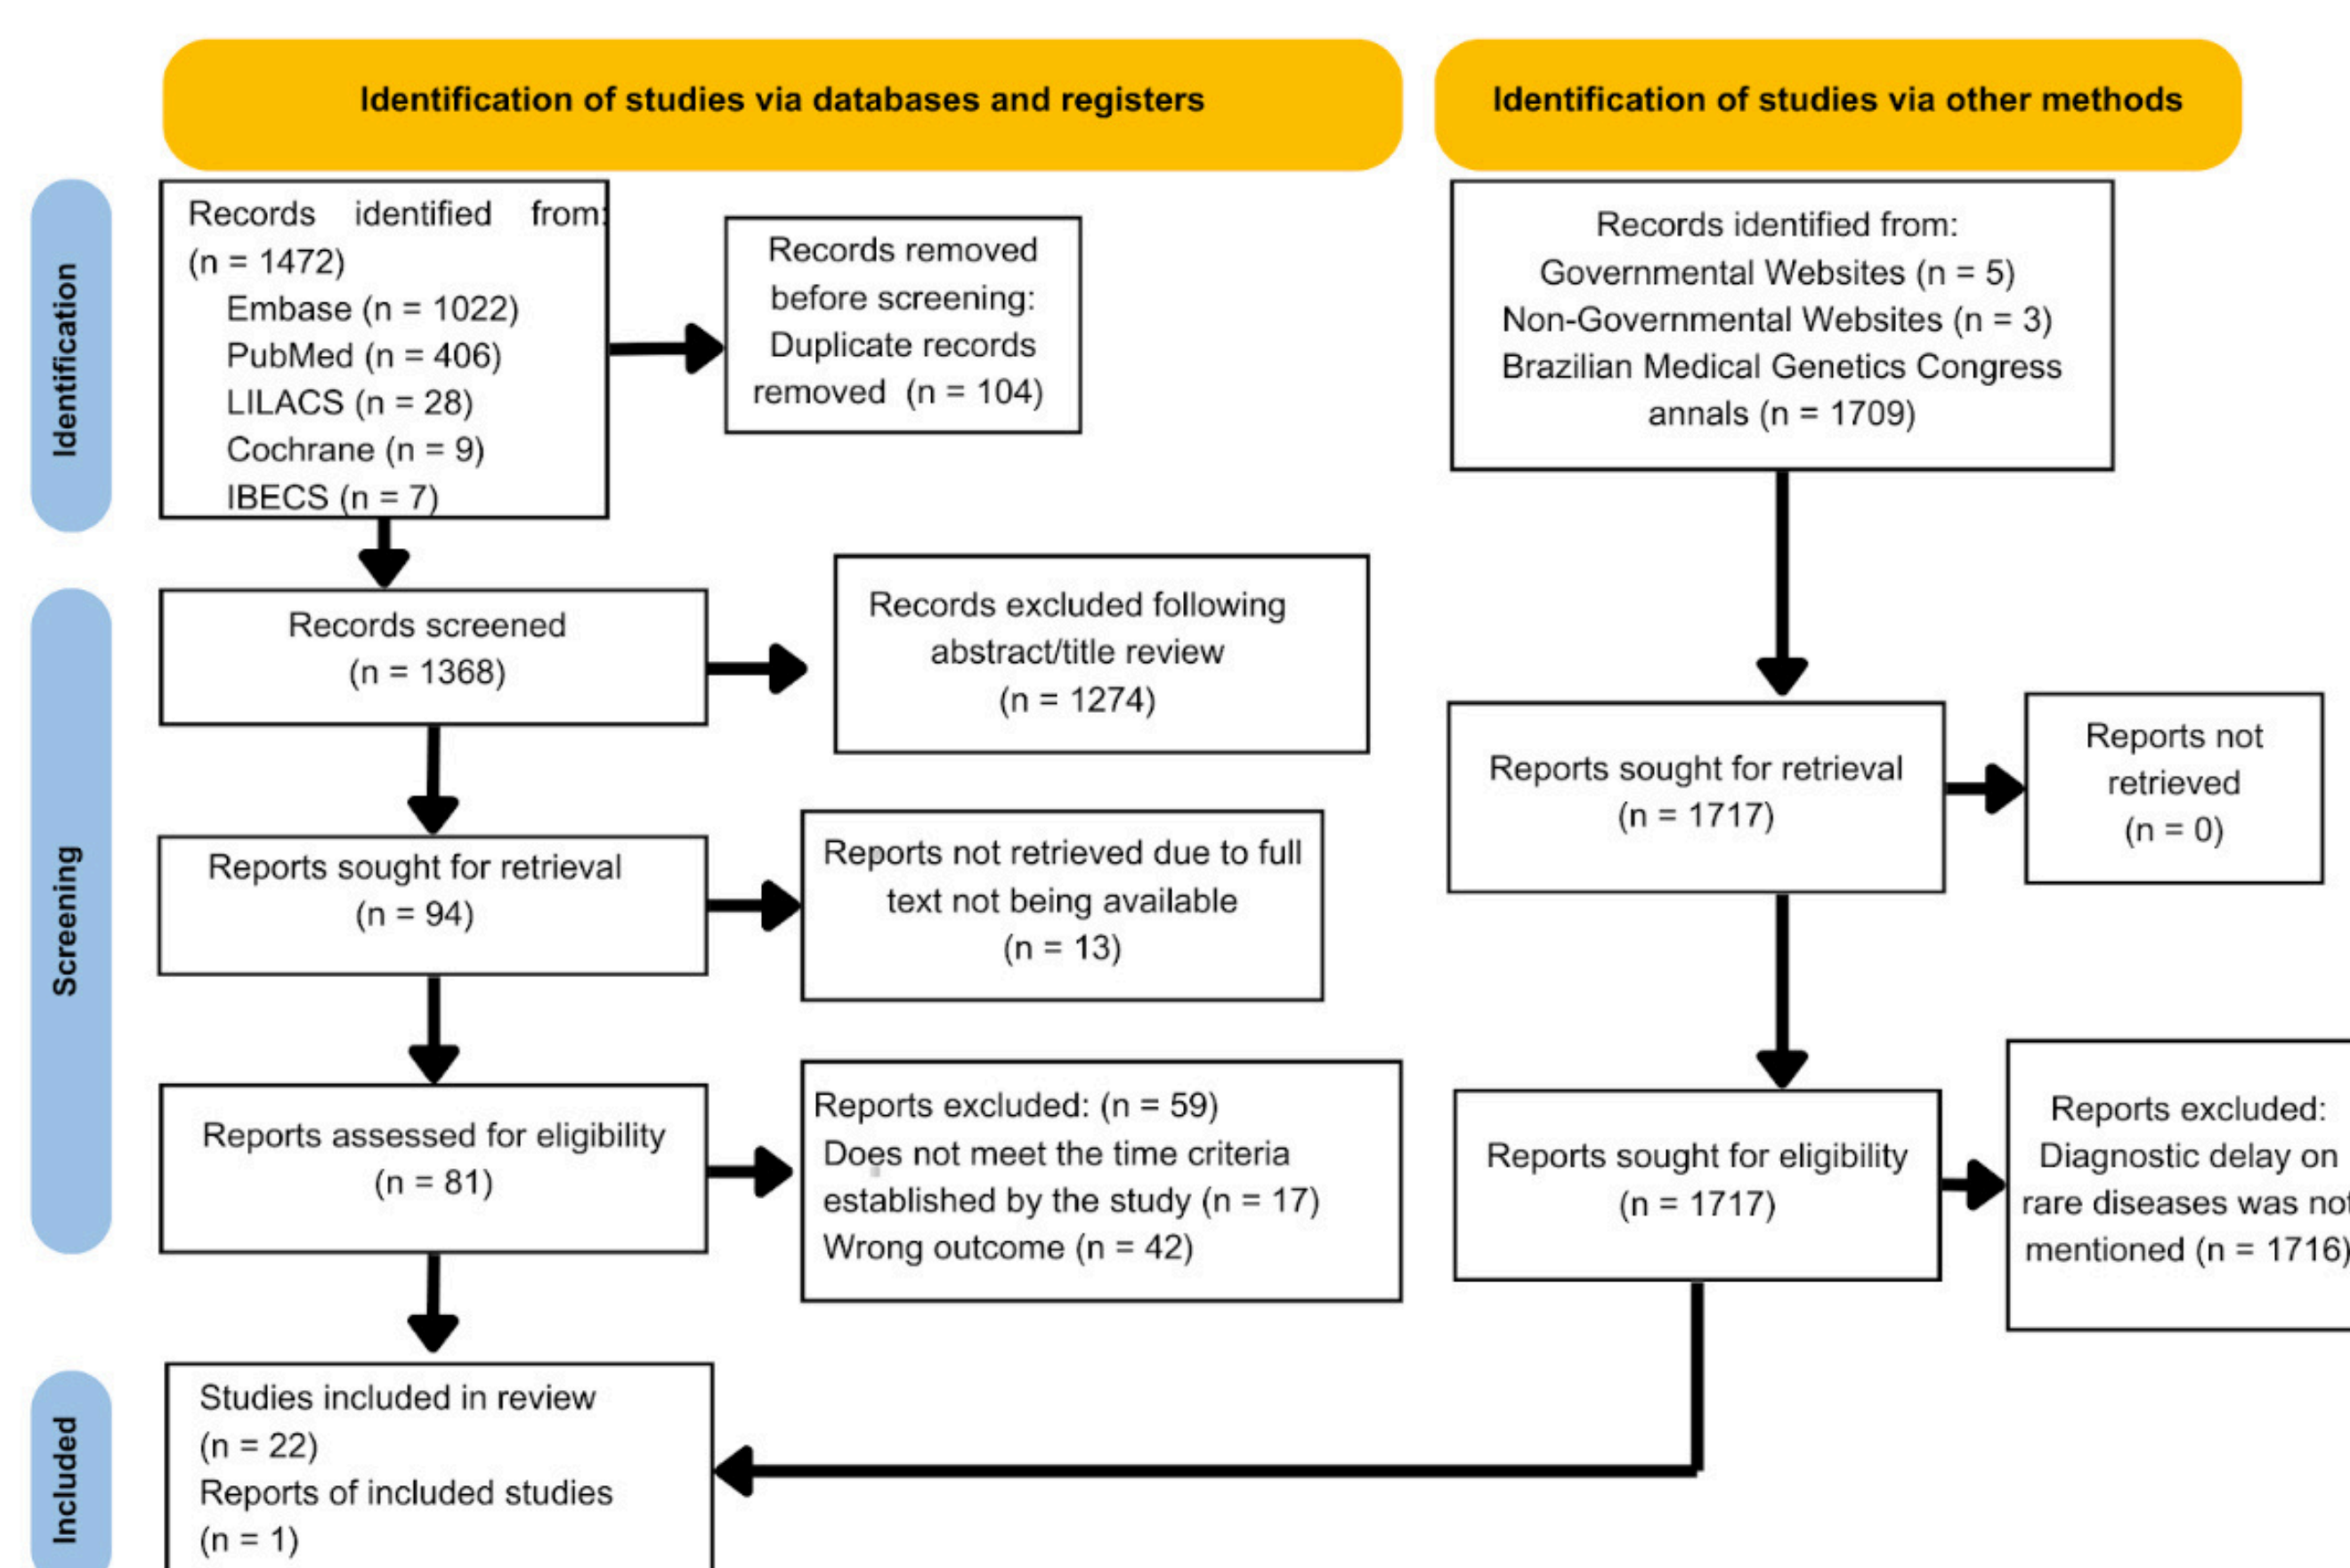 Identification of studies via databases and registers
Identification of studies via other methods
Identification
Records identified from:
(n = 1472)
Embase (n = 1022)
PubMed (n = 406)
LILACS (n = 28)
Cochrane (n = 9)
IBECS (n = 7)
Records removed
before screening:
Duplicate records
removed (n = 104)
Records identified from:
Governmental Websites (n = 5)
Non-Governmental Websites (n = 3)
Brazilian Medical Genetics Congress
annals (n = 1709)
Screening
Records screened
(n = 1368)
Records excluded following
abstract/title review
(n = 1274)
Reports sought for retrieval
(n = 94)
Reports not retrieved due to full
text not being available
(n = 13)
Reports sought for retrieval
(n = 1717)
Reports not
retrieved
(n = 0)
Reports assessed for eligibility
(n = 81)
Reports excluded: (n = 59)
Does not meet the time criteria
established by the study (n = 17)
Wrong outcome (n = 42)
Reports sought for eligibility
(n = 1717)
Reports excluded:
Diagnostic delay on
rare diseases was not
mentioned (n = 1716)
Included
Studies included in review
(n = 22)
Reports of included studies
(n = 1)